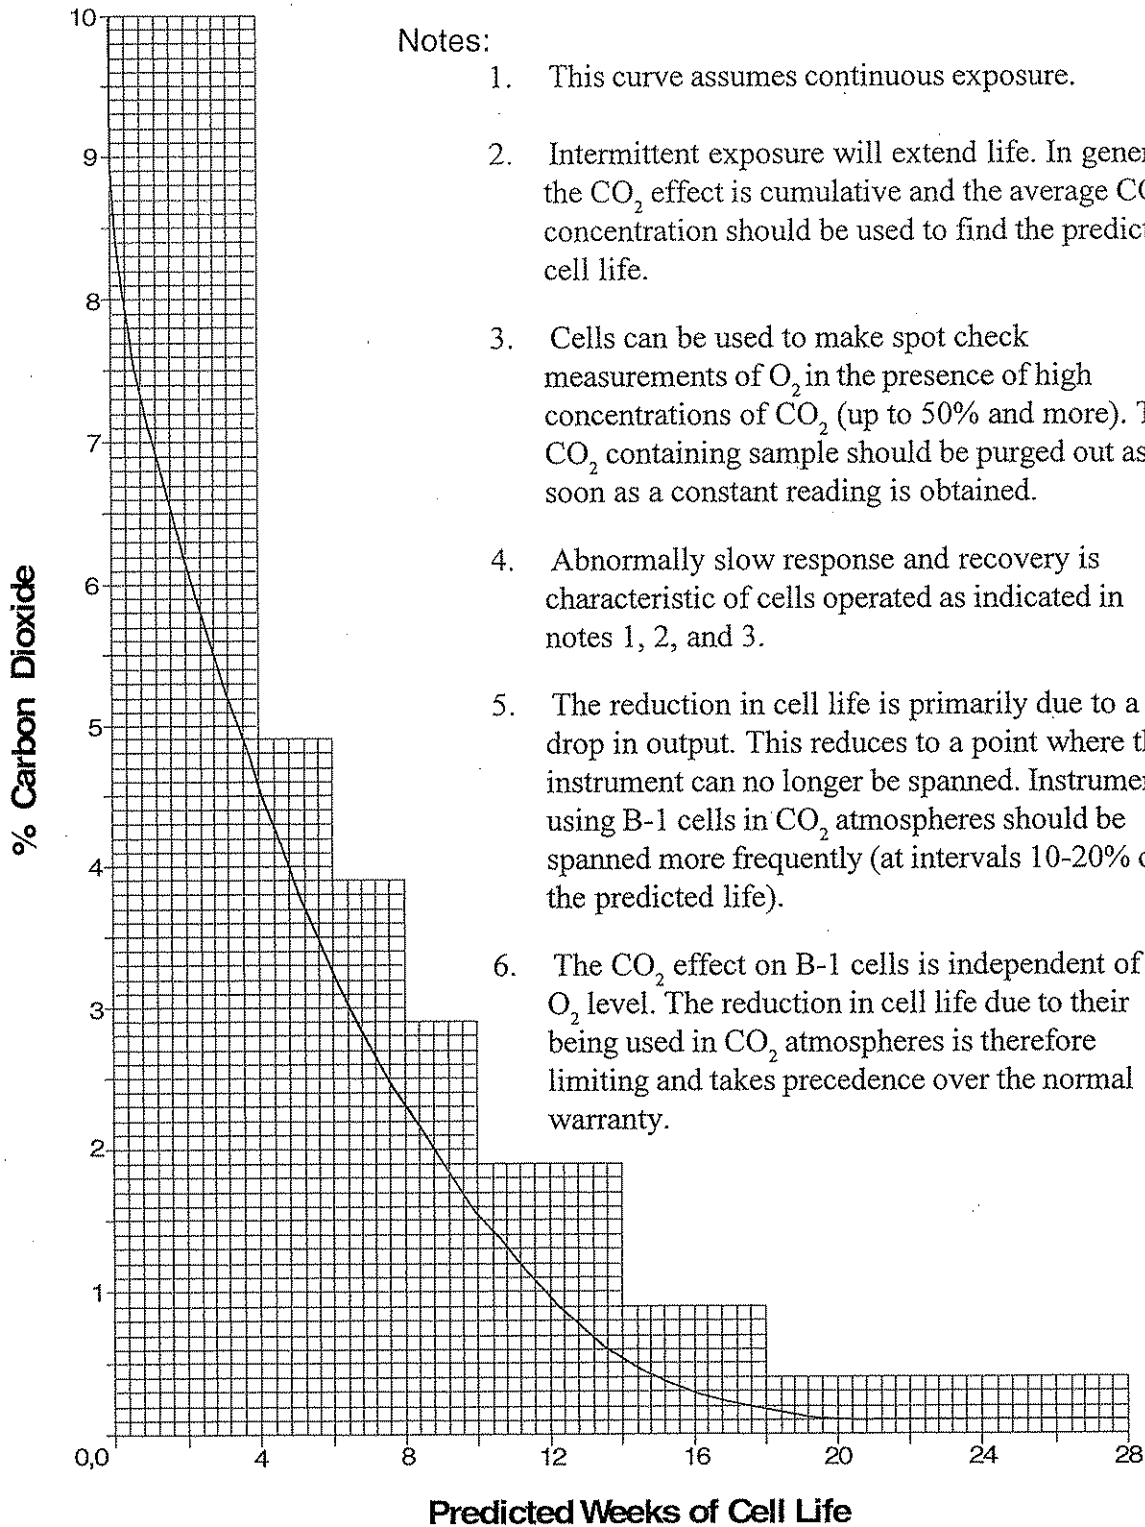 Notes:
1. This curve assumes continuous exposure.
2. Intermittent exposure will extend life. In gener
the CO₂ effect is cumulative and the average CO
concentration should be used to find the predict
cell life.
3. Cells can be used to make spot check
measurements of O₂ in the presence of high
concentrations of CO₂ (up to 50% and more). T
CO₂ containing sample should be purged out as
soon as a constant reading is obtained.
4. Abnormally slow response and recovery is
characteristic of cells operated as indicated in
notes 1, 2, and 3.
5. The reduction in cell life is primarily due to a
drop in output. This reduces to a point where th
instrument can no longer be spanned. Instrume
using B-1 cells in CO₂ atmospheres should be
spanned more frequently (at intervals 10-20% o
the predicted life).
6. The CO₂ effect on B-1 cells is independent of
O₂ level. The reduction in cell life due to their
being used in CO₂ atmospheres is therefore
limiting and takes precedence over the normal
warranty.
% Carbon Dioxide
10
9
8
7
6
5
4
3
2
1
0,0 4 8 12 16 20 24 28
Predicted Weeks of Cell Life